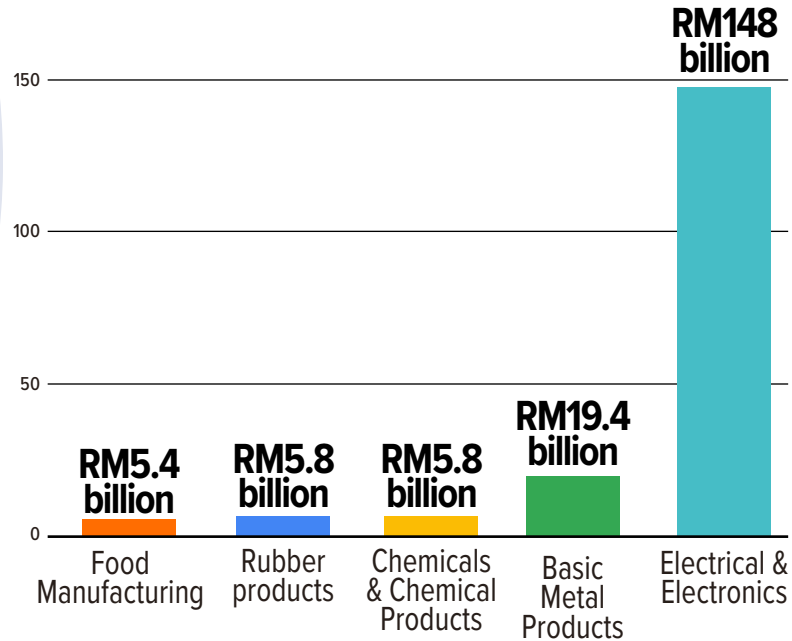 RM148
billion
150
100
50
RM19.4
billion
RM5.4
billion
RM5.8
billion
RM5.8
billion
0
Food
Manufacturing
Rubber
products
Chemicals
& Chemical
Products
Basic
Metal
Products
Electrical &
Electronics